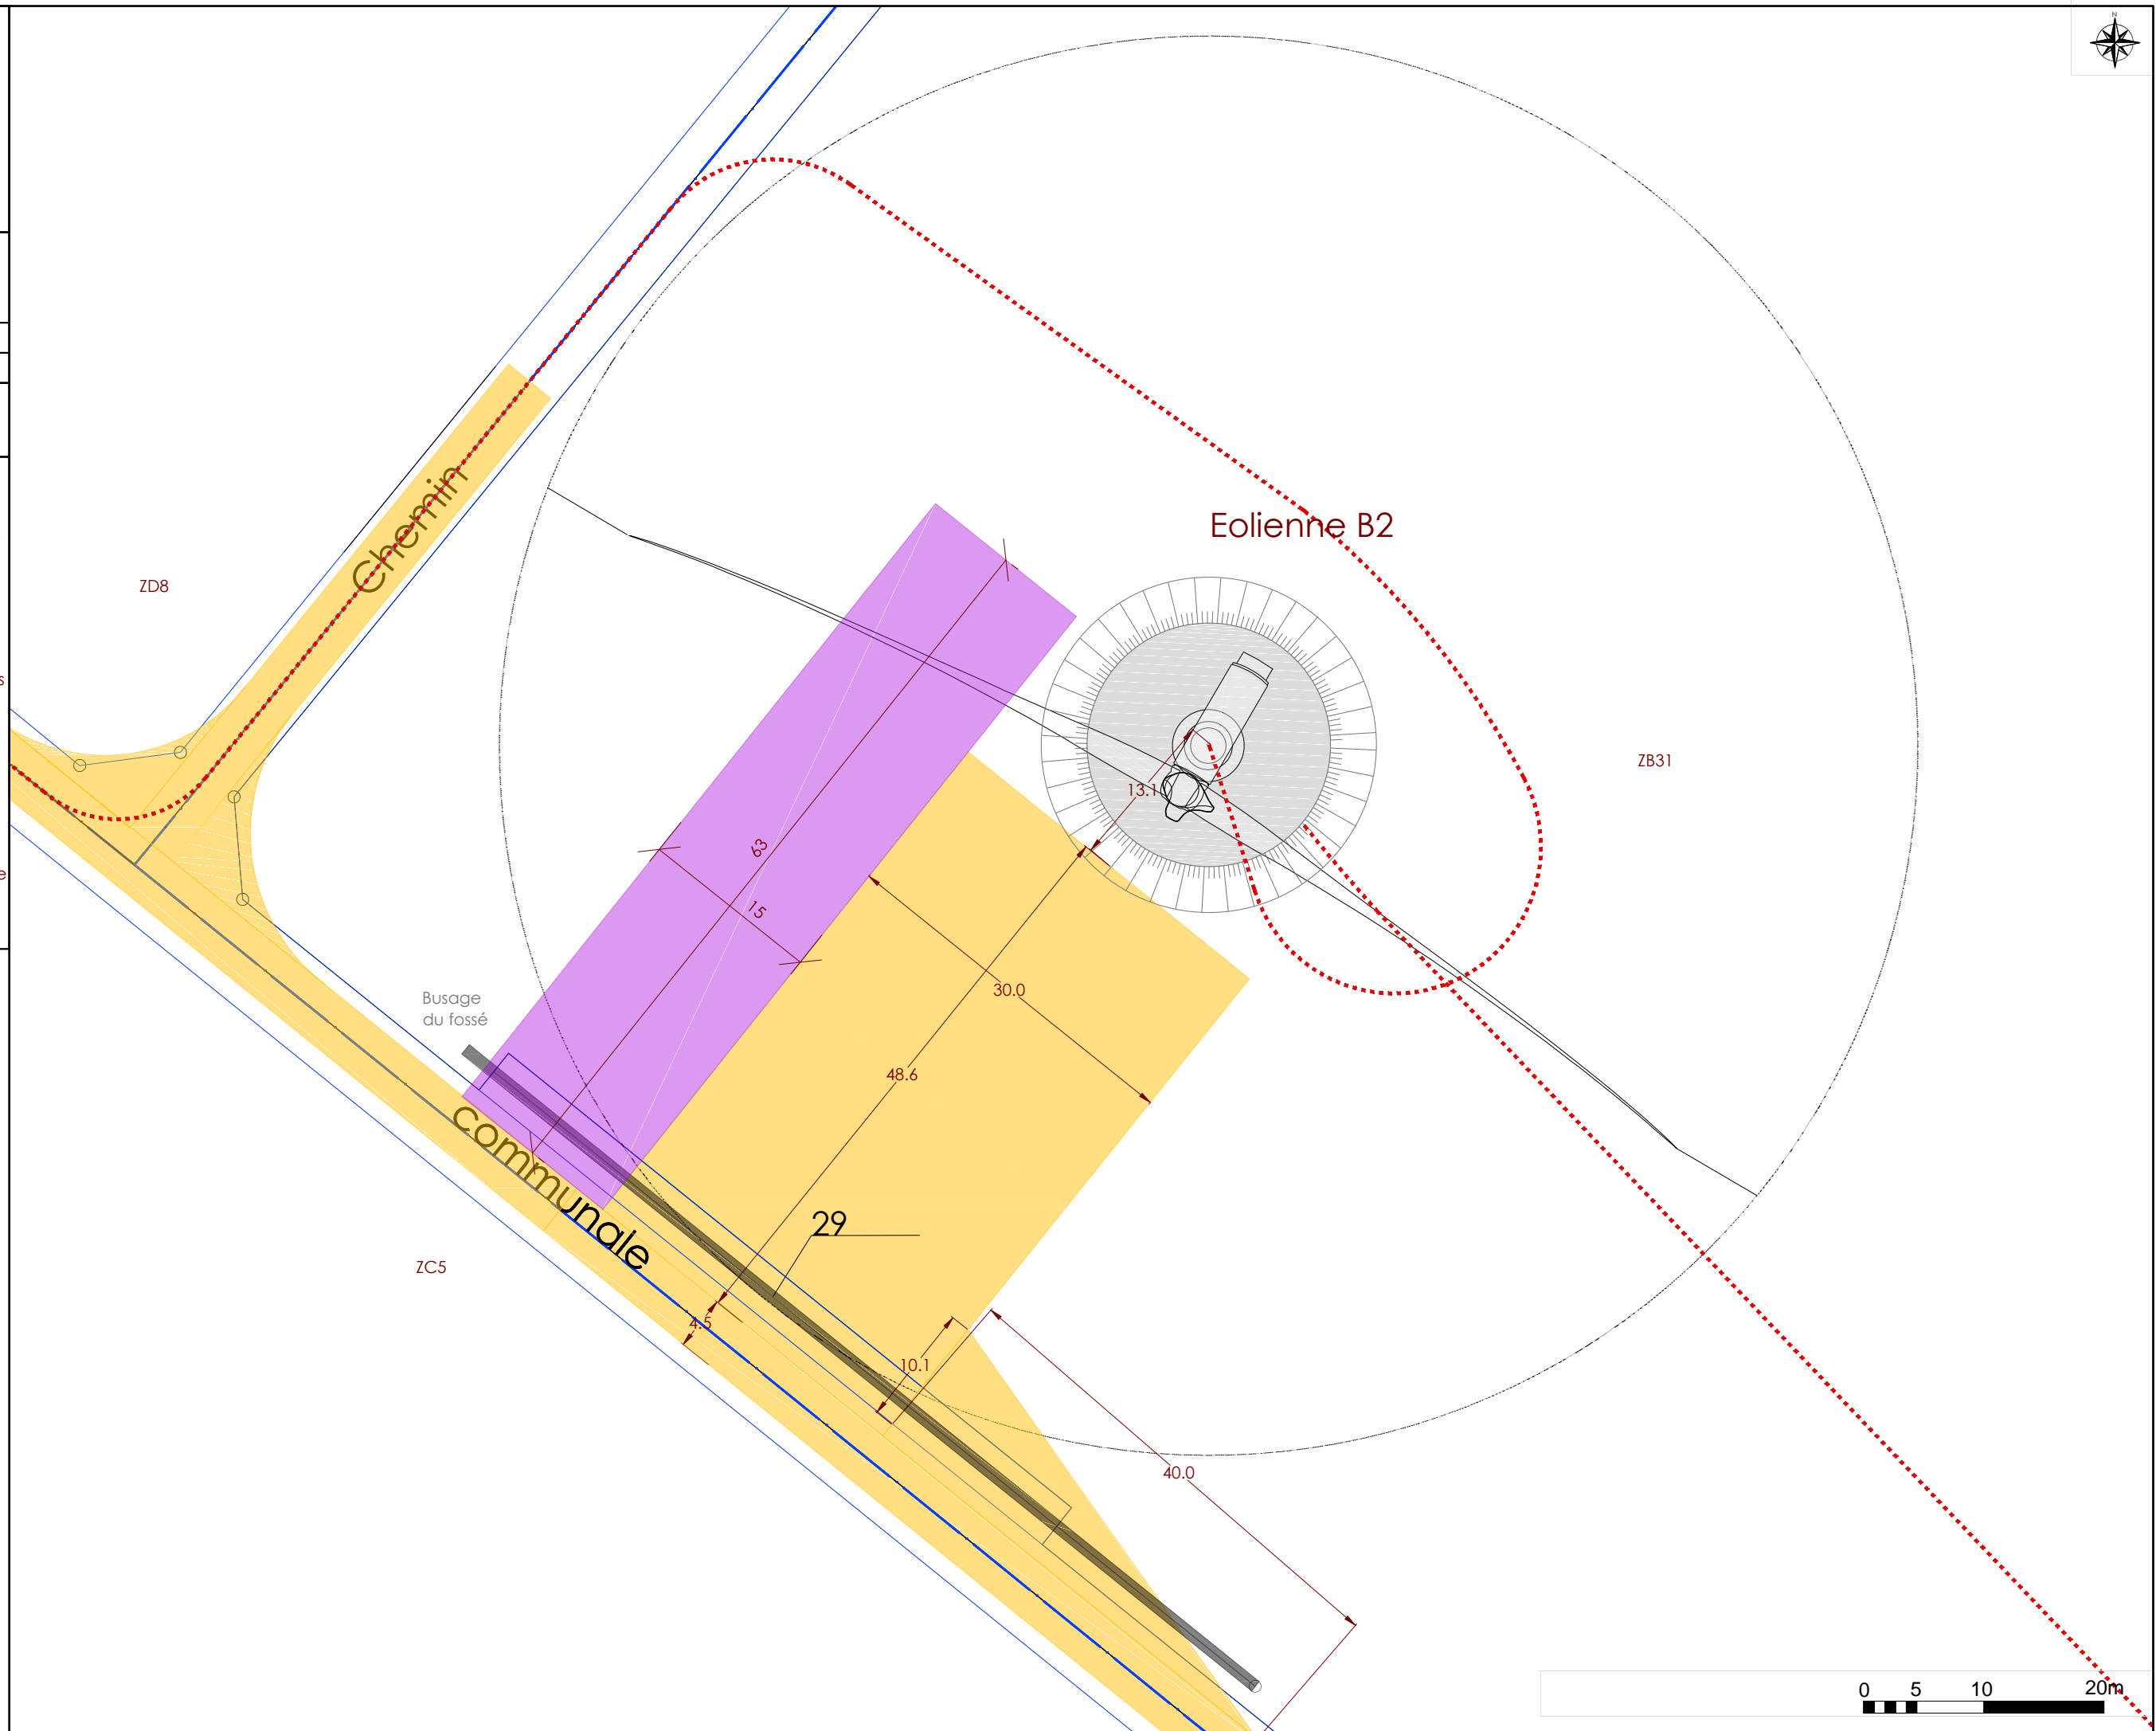 N
Eolienne B2
Chemin
ZD8
s
ZB31
13.1
63
15
e
30.0
Busage
du fossé
48.6
communale
29
ZC5
4.5
10.1
40.0
0 5 10 20m